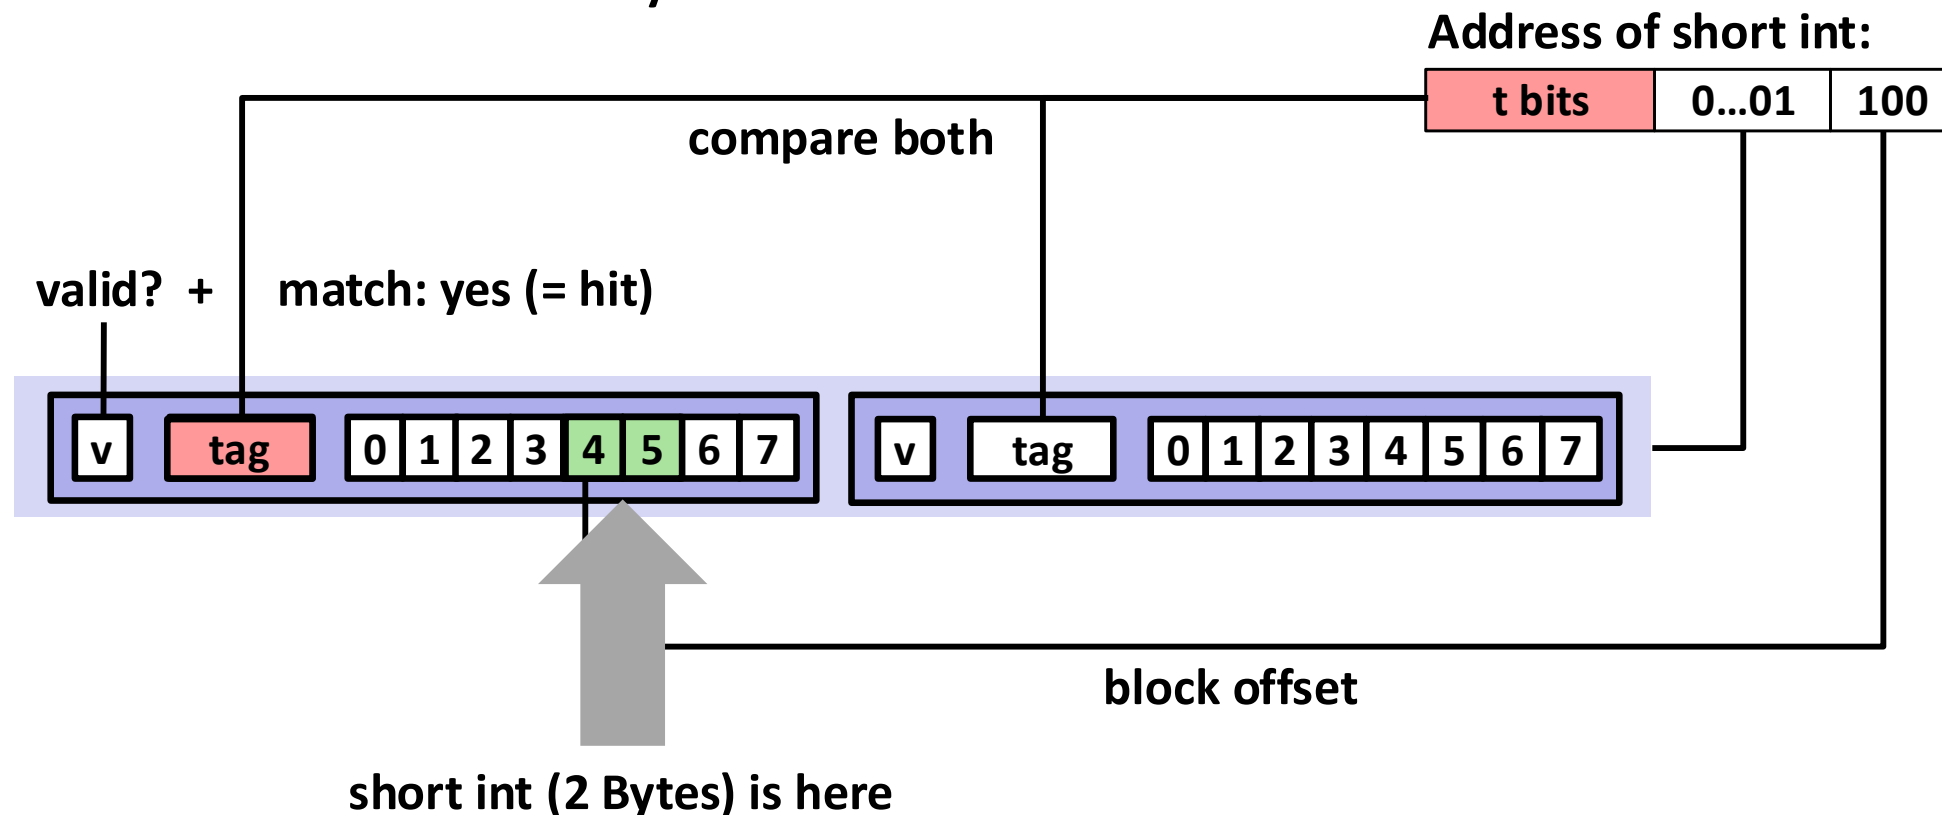 Address of short int:
t bits 0...01 100
compare both
valid? + match: yes (= hit)
v tag 0 1 2 3 4 5 6 7 v tag 0 1 2 3 4 5 6 7
block offset
short int (2 Bytes) is here